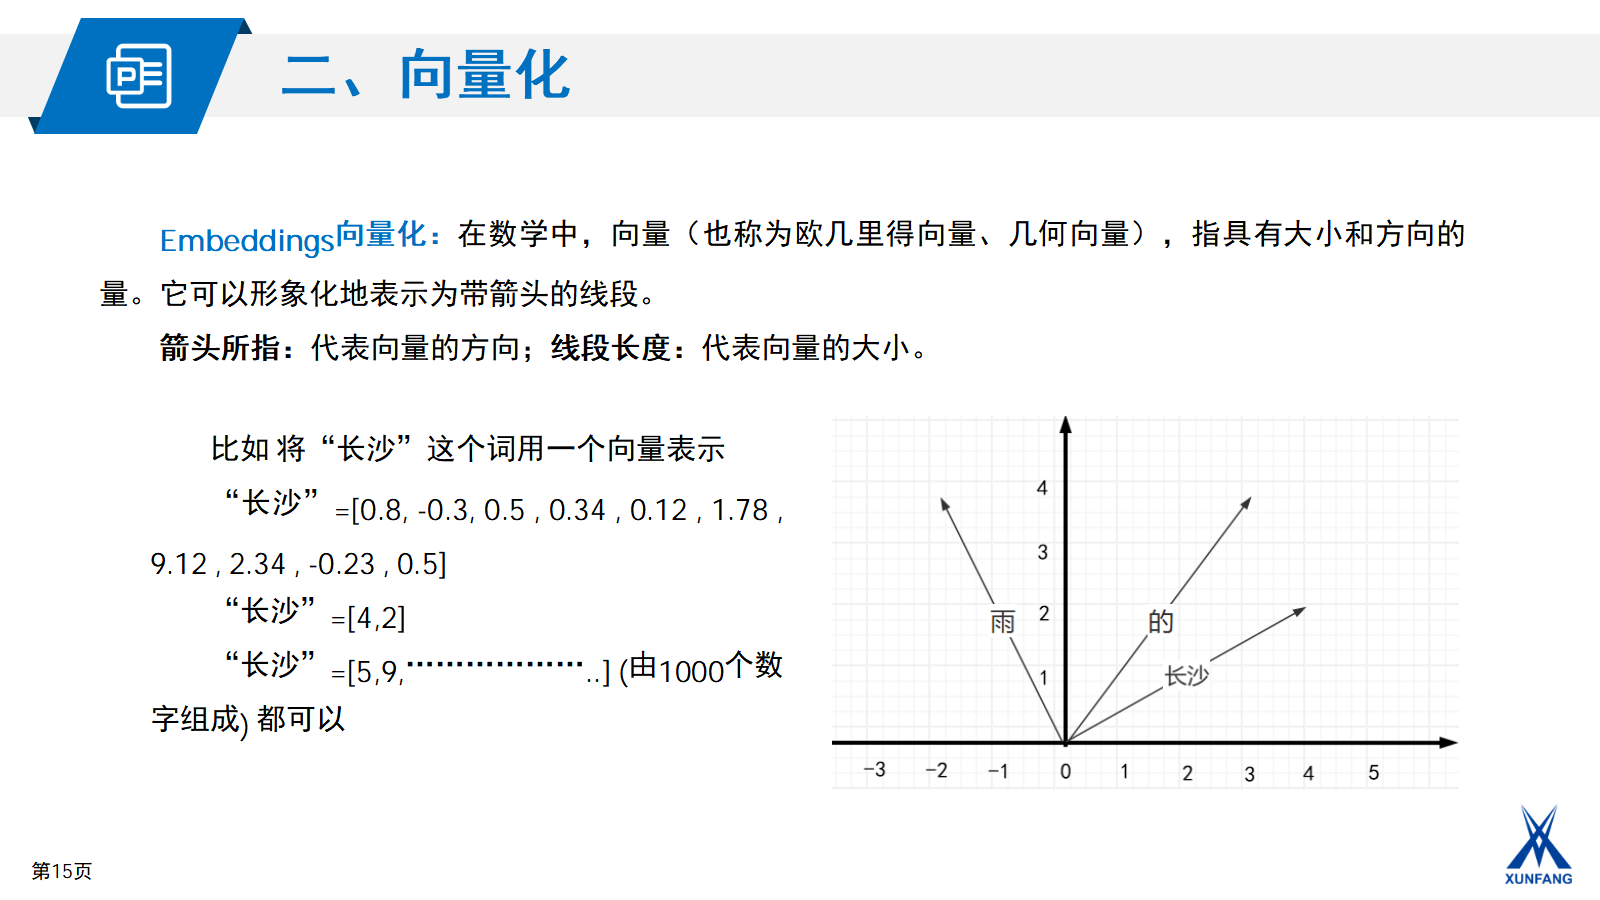 二、向量化
Embeddings向量化：在数学中，向量（也称为欧几里得向量、几何向量），指具有大小和方向的
量。它可以形象化地表示为带箭头的线段。
箭头所指：代表向量的方向；线段长度：代表向量的大小。
比如 将“长沙”这个词用一个向量表示
“长沙”=[0.8, -0.3, 0.5 , 0.34 , 0.12 , 1.78 ,
9.12 , 2.34 , -0.23 , 0.5]
“长沙”=[4,2]
“长沙”=[5,9,………………..] (由1000个数
字组成) 都可以
4
3
2
1
雨
的
长沙
-3 -2 -1 0 1 2 3 4 5
第15页
XUNFANG